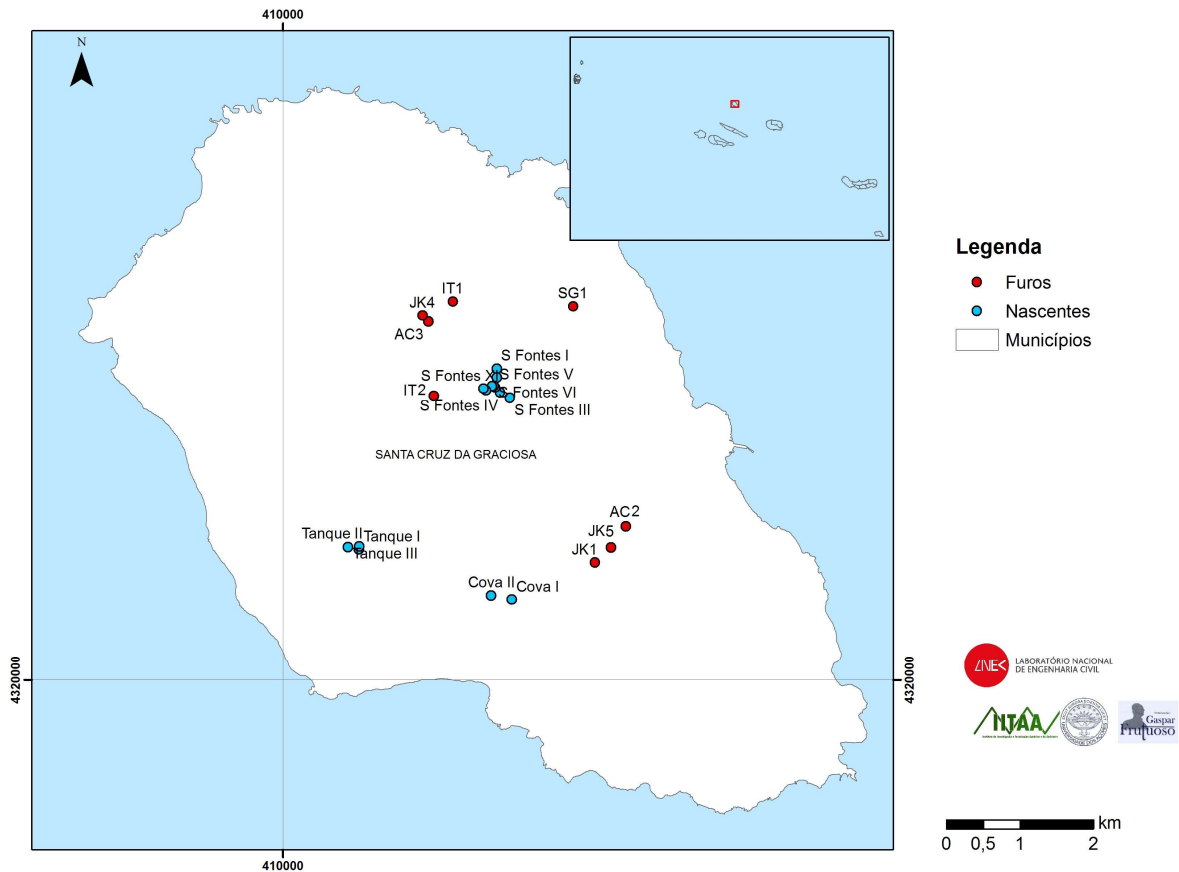 410000
N
IT1
JK4
SG1
AC3
S Fontes I
S Fontes X
S Fontes V
IT2
S Fontes VI
S Fontes IV
S Fontes III
SANTA CRUZ DA GRACIOSA
AC2
JK5
JK1
Tanque II
Tanque I
Tanque III
Cova II
Cova I
4320000
4320000
410000
Legenda
Furos
Nascentes
Municípios
LNEC
LABORATÓRIO NACIONAL
DE ENGENHARIA CIVIL
IITAA
Gaspar
Frutuoso
km
0 0,5 1 2